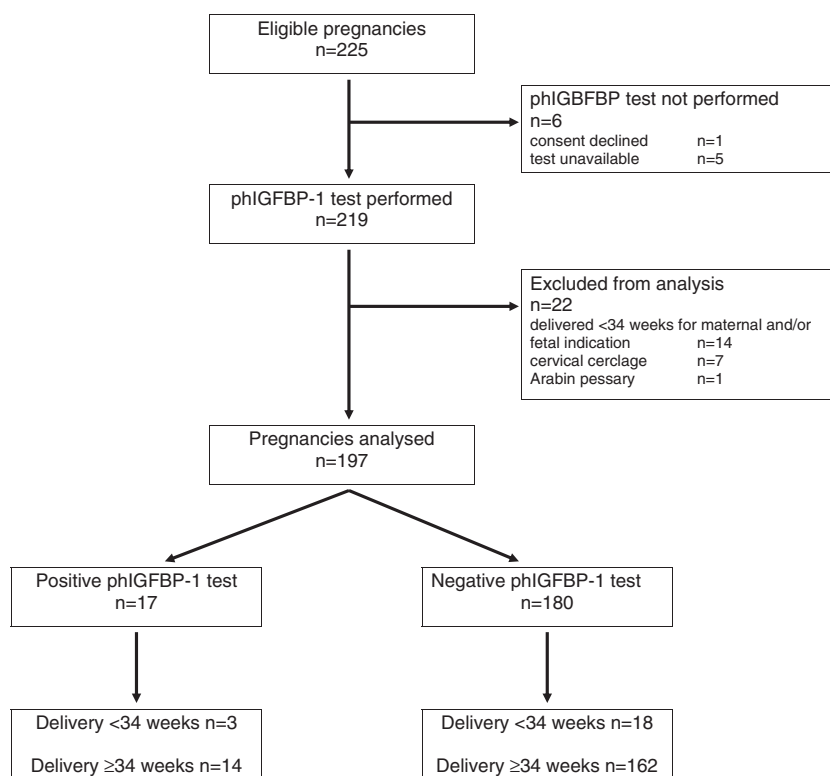 Eligible pregnancies
n=225
phIGBFBP test not performed
n=6
consent declined n=1
test unavailable n=5
phIGFBP-1 test performed
n=219
Excluded from analysis
n=22
delivered <34 weeks for maternal and/or
fetal indication n=14
cervical cerclage n=7
Arabin pessary n=1
Pregnancies analysed
n=197
Positive phIGFBP-1 test
n=17
Negative phIGFBP-1 test
n=180
Delivery <34 weeks n=3
Delivery ≥34 weeks n=14
Delivery <34 weeks n=18
Delivery ≥34 weeks n=162